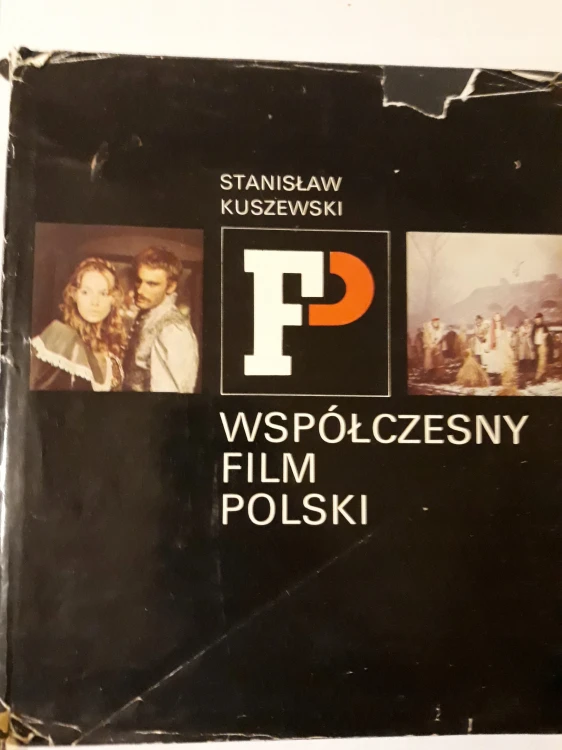 STANISŁAW
KUSZEWSKI
FP
WSPÓŁCZESNY
FILM
POLSKI